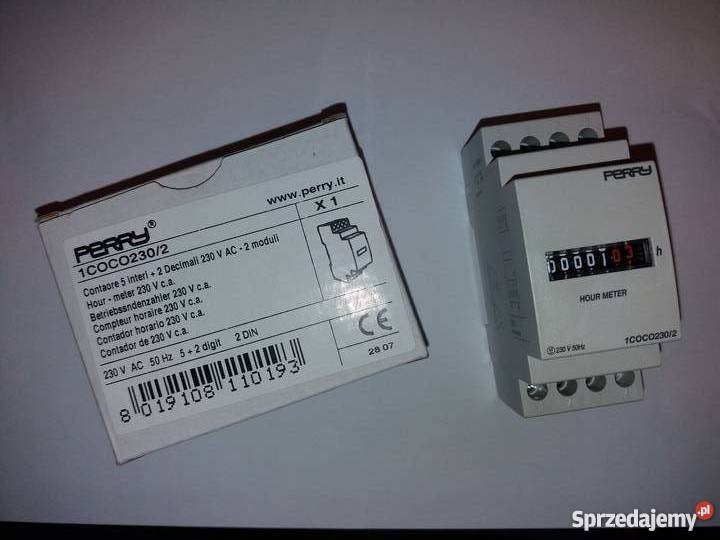 www.perry.it
PERRY®
X 1
1COCO230/2
Contaore 5 Interi + 2 Decimali 230 V AC - 2 moduli
Hour - meter 230 V c.a.
Betriebssndenzahler 230 V c.a.
Compteur horaire 230 V c.a.
Contador horario 230 V c.a.
Contador de 230 V c.a.
230 V AC 50 Hz 5 + 2 digit 2 DIN
CE
28 07
8 019108 110193
PERRY
0000103 h
HOUR METER
1COCO230/2
230 V 50Hz
Sprzedajemy.pl